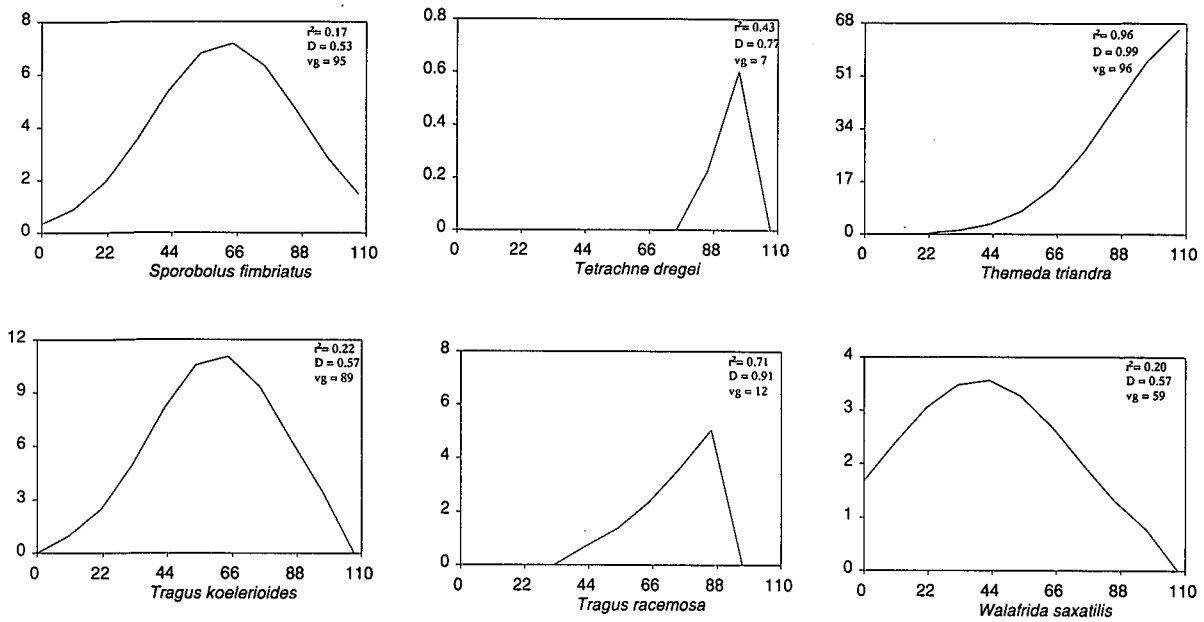 8
6
4
2
0
r²= 0.17
D = 0.53
vg = 95
0 22 44 66 88 110
Sporobolus fimbriatus
0.8
0.6
0.4
0.2
0
r²= 0.43
D = 0.77
vg = 7
0 22 44 66 88 110
Tetrachne dregei
68
51
34
17
0
r²= 0.96
D = 0.99
vg = 96
0 22 44 66 88 110
Themeda triandra
12
9
6
3
0
r²= 0.22
D = 0.57
vg = 89
0 22 44 66 88 110
Tragus koelerioides
8
6
4
2
0
r²= 0.71
D = 0.91
vg = 12
0 22 44 66 88 110
Tragus racemosa
4
3
2
1
0
r²= 0.20
D = 0.57
vg = 59
0 22 44 66 88 110
Walafrida saxatilis